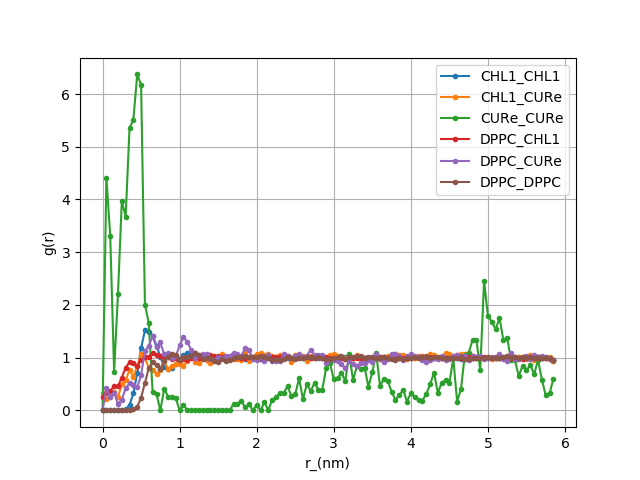 CHL1_CHL1
CHL1_CURe
CURe_CURe
DPPC_CHL1
DPPC_CURe
DPPC_DPPC
g(r)
6
5
4
3
2
1
0
0 1 2 3 4 5 6
r_(nm)